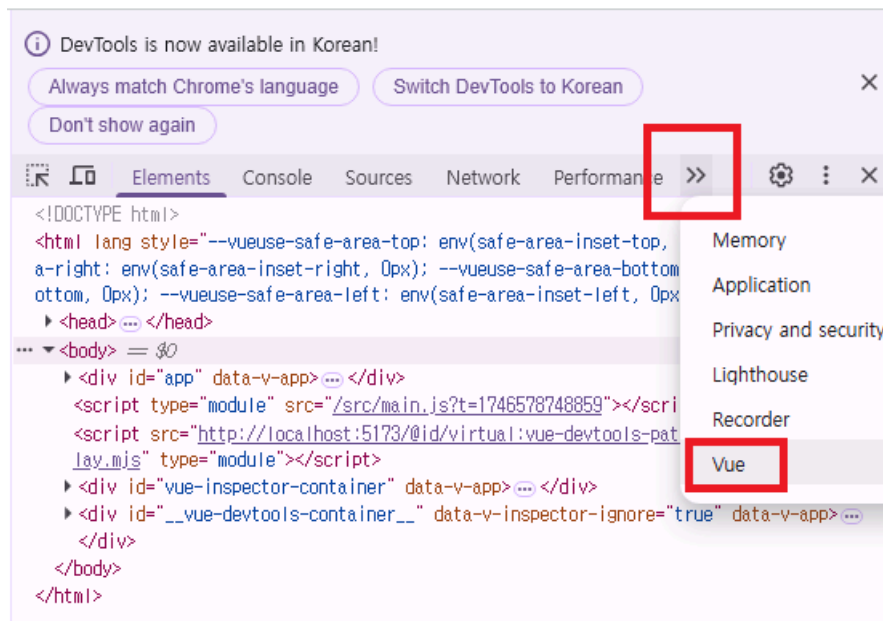 DevTools is now available in Korean!
Always match Chrome's language
Switch DevTools to Korean
Don't show again
Elements Console Sources Network Performance »
<!DOCTYPE html>
<html lang style="--vueuse-safe-area-top: env(safe-area-inset-top,
a-right: env(safe-area-inset-right, 0px); --vueuse-safe-area-bottom
ottom, 0px); --vueuse-safe-area-left: env(safe-area-inset-left, 0px
<head> ⋯ </head>
⋯ <body> == $0
<div id="app" data-v-app> ⋯ </div>
<script type="module" src="/src/main.js?t=1746578748859"></scri
<script src="http://localhost:5173/@id/virtual:vue-devtools-pat
lay.mjs" type="module"></script>
<div id="vue-inspector-container" data-v-app> ⋯ </div>
<div id="__vue-devtools-container__" data-v-inspector-ignore="true" data-v-app> ⋯
</div>
</body>
</html>
Memory
Application
Privacy and security
Lighthouse
Recorder
Vue